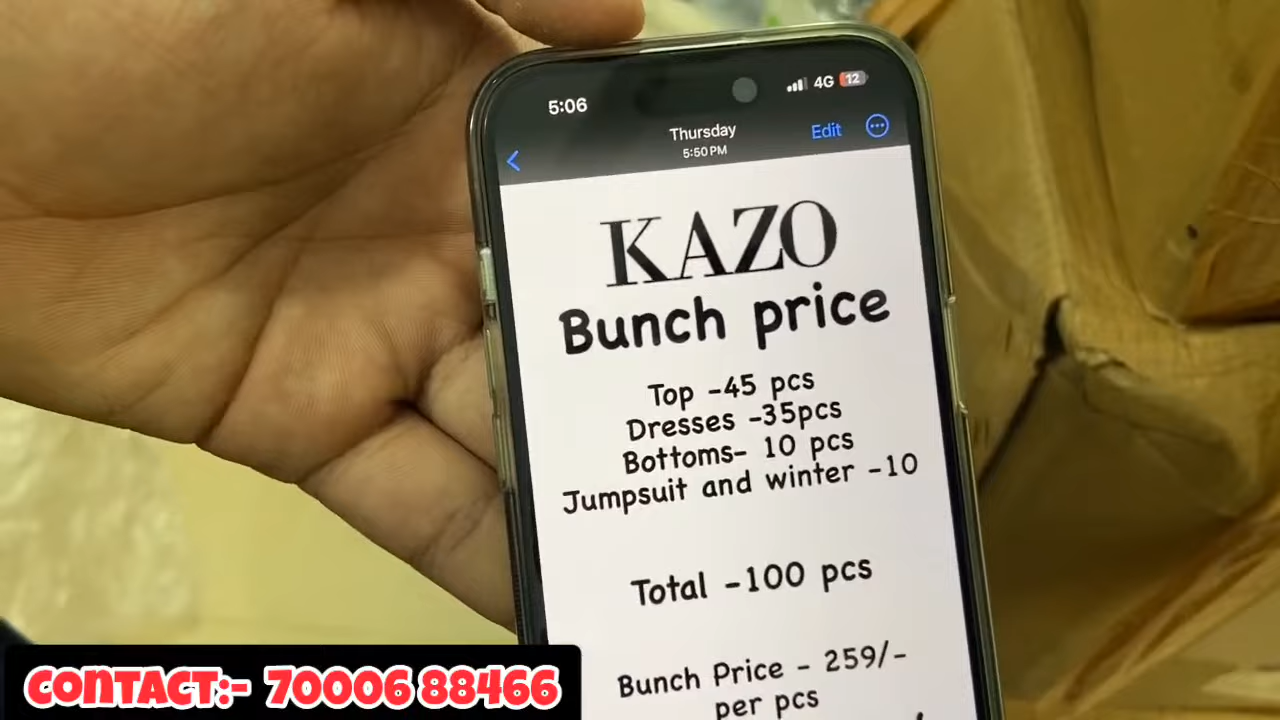 5:06
4G 12
Thursday
5:50 PM
Edit
KAZO
Bunch price
Top -45 pcs
Dresses -35pcs
Bottoms- 10 pcs
Jumpsuit and winter -10
Total -100 pcs
Bunch Price - 259/-
per pcs
Contact:- 70006 88466